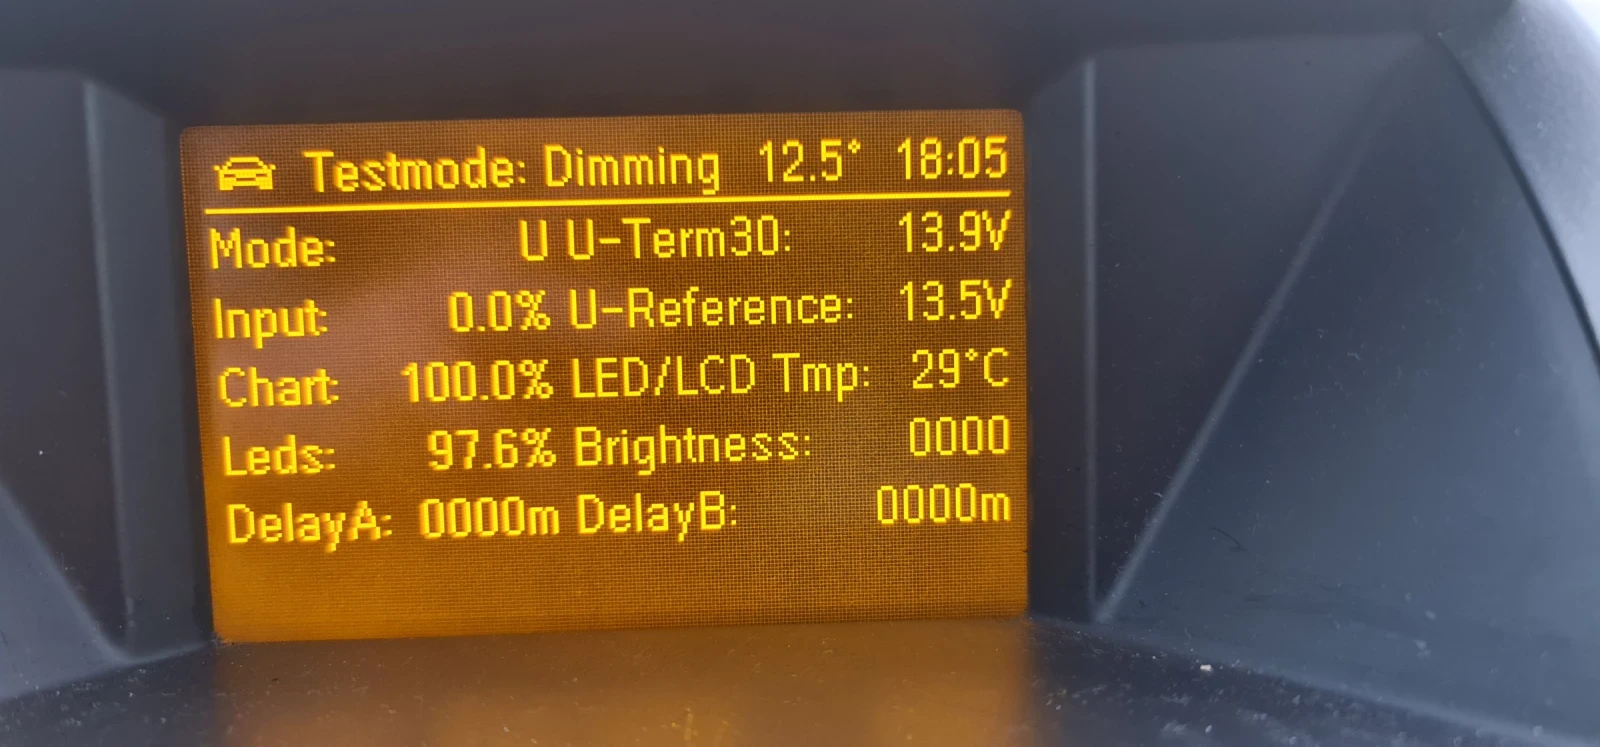 Testmode: Dimming 12.5° 18:05
Mode: U U-Term30: 13.9V
Input: 0.0% U-Reference: 13.5V
Chart: 100.0% LED/LCD Tmp: 29°C
Leds: 97.6% Brightness: 0000
DelayA: 0000m DelayB: 0000m